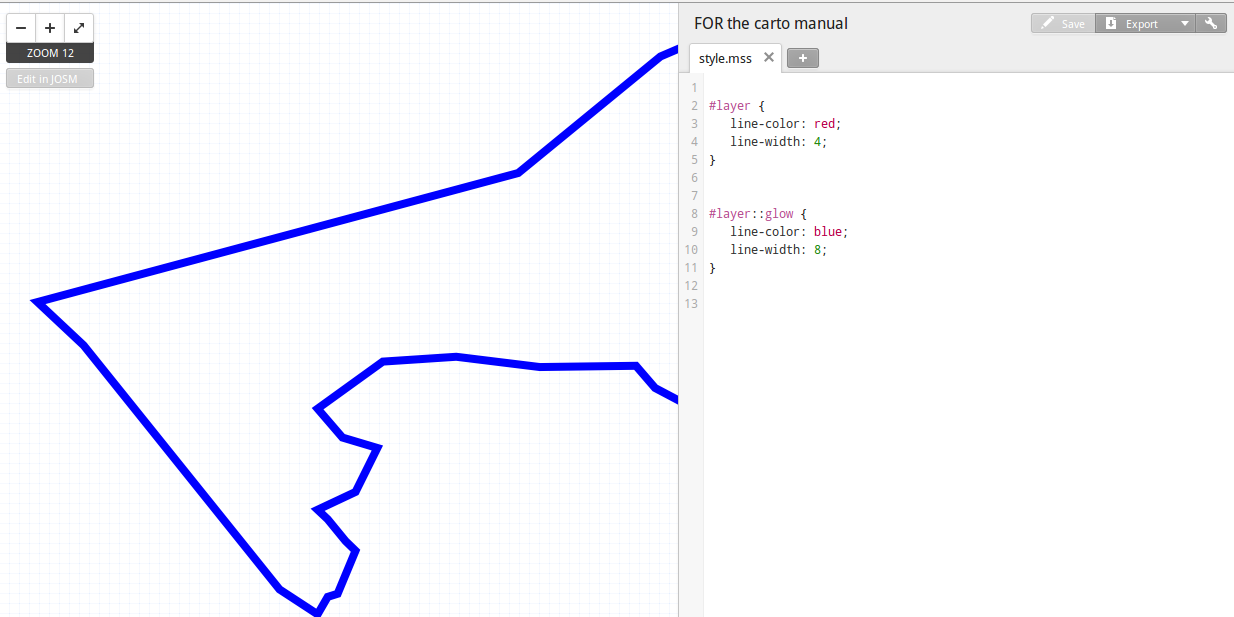 ZOOM 12
Edit in JOSM
FOR the carto manual
Save
Export
style.mss
1
2 #layer {
3 line-color: red;
4 line-width: 4;
5 }
6
7
8 #layer::glow {
9 line-color: blue;
10 line-width: 8;
11 }
12
13